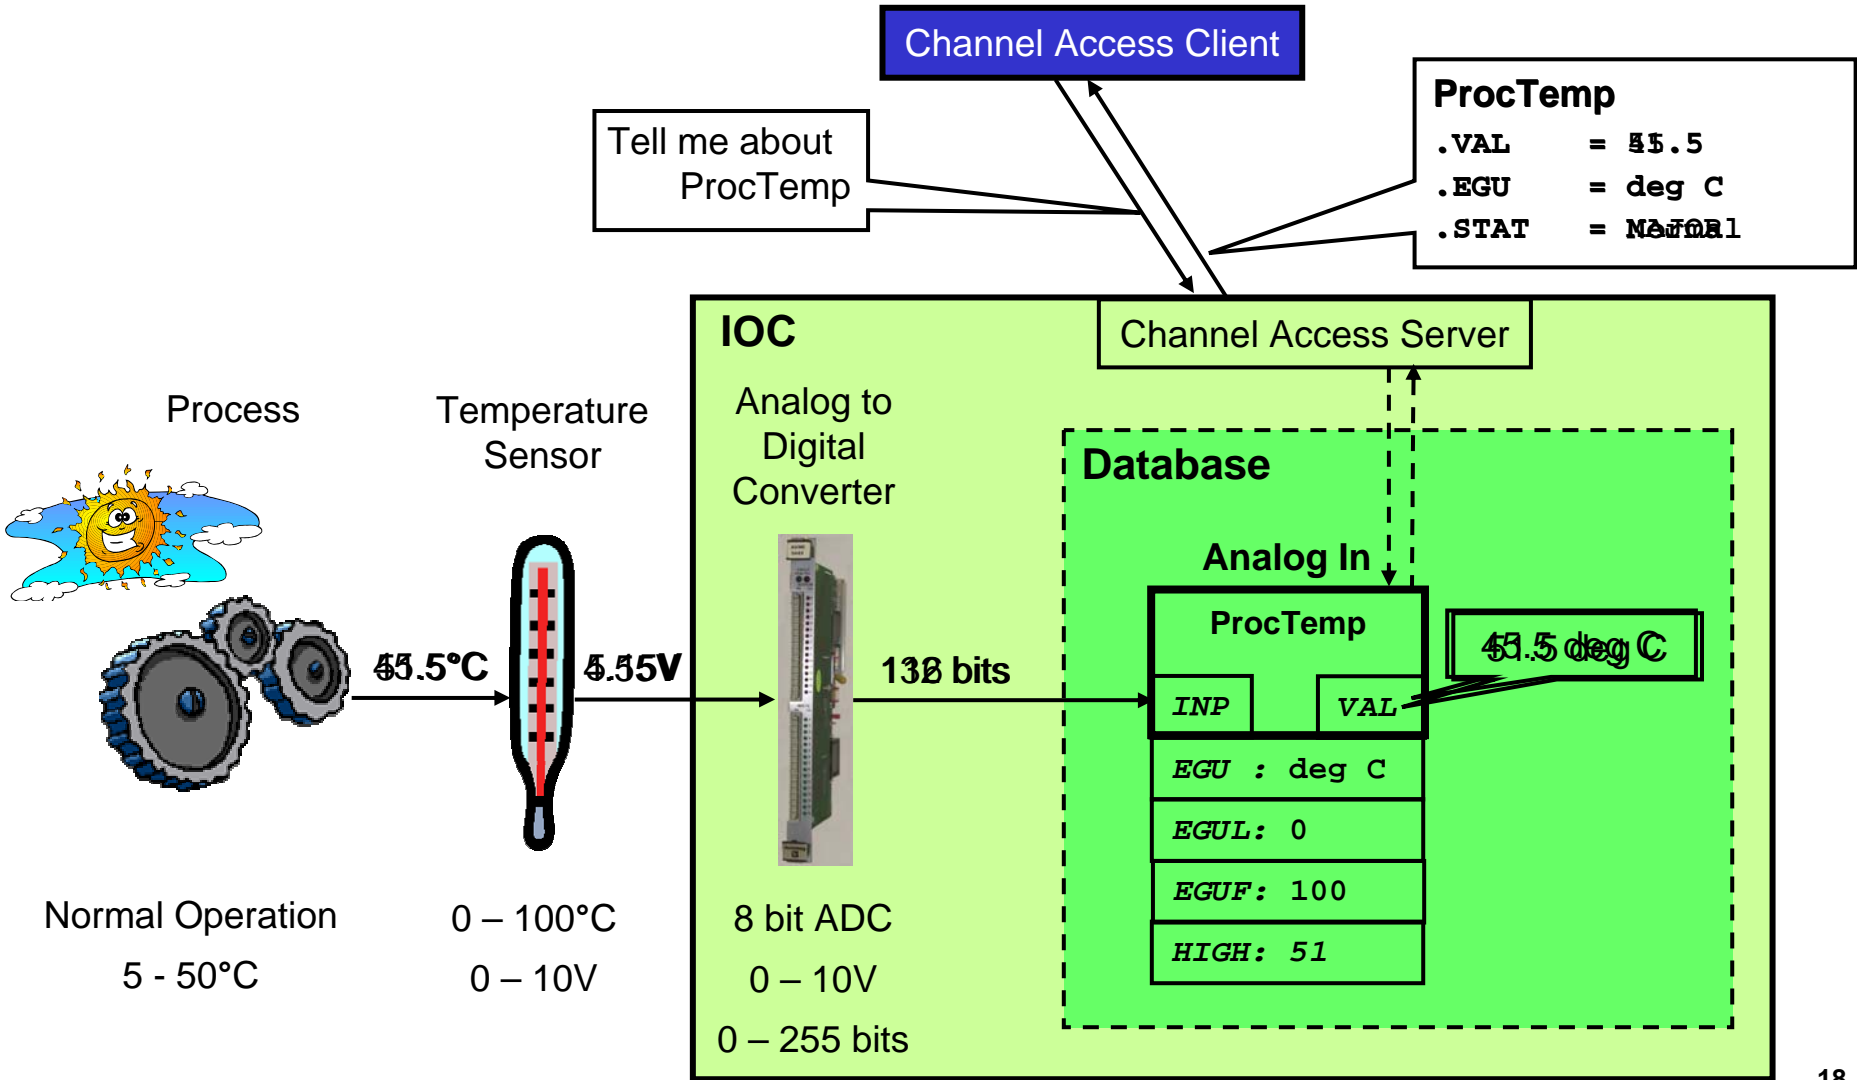 Channel Access Client
Tell me about
ProcTemp
ProcTemp
.VAL =
.EGU = deg C
.STAT =
IOC
Channel Access Server
Process
Temperature
Sensor
Analog to
Digital
Converter
Database
Analog In
ProcTemp
bits
deg C
INP
VAL
EGU : deg C
EGUL: 0
EGUF: 100
HIGH: 51
Normal Operation
5 - 50°C
0 – 100°C
0 – 10V
8 bit ADC
0 – 10V
0 – 255 bits